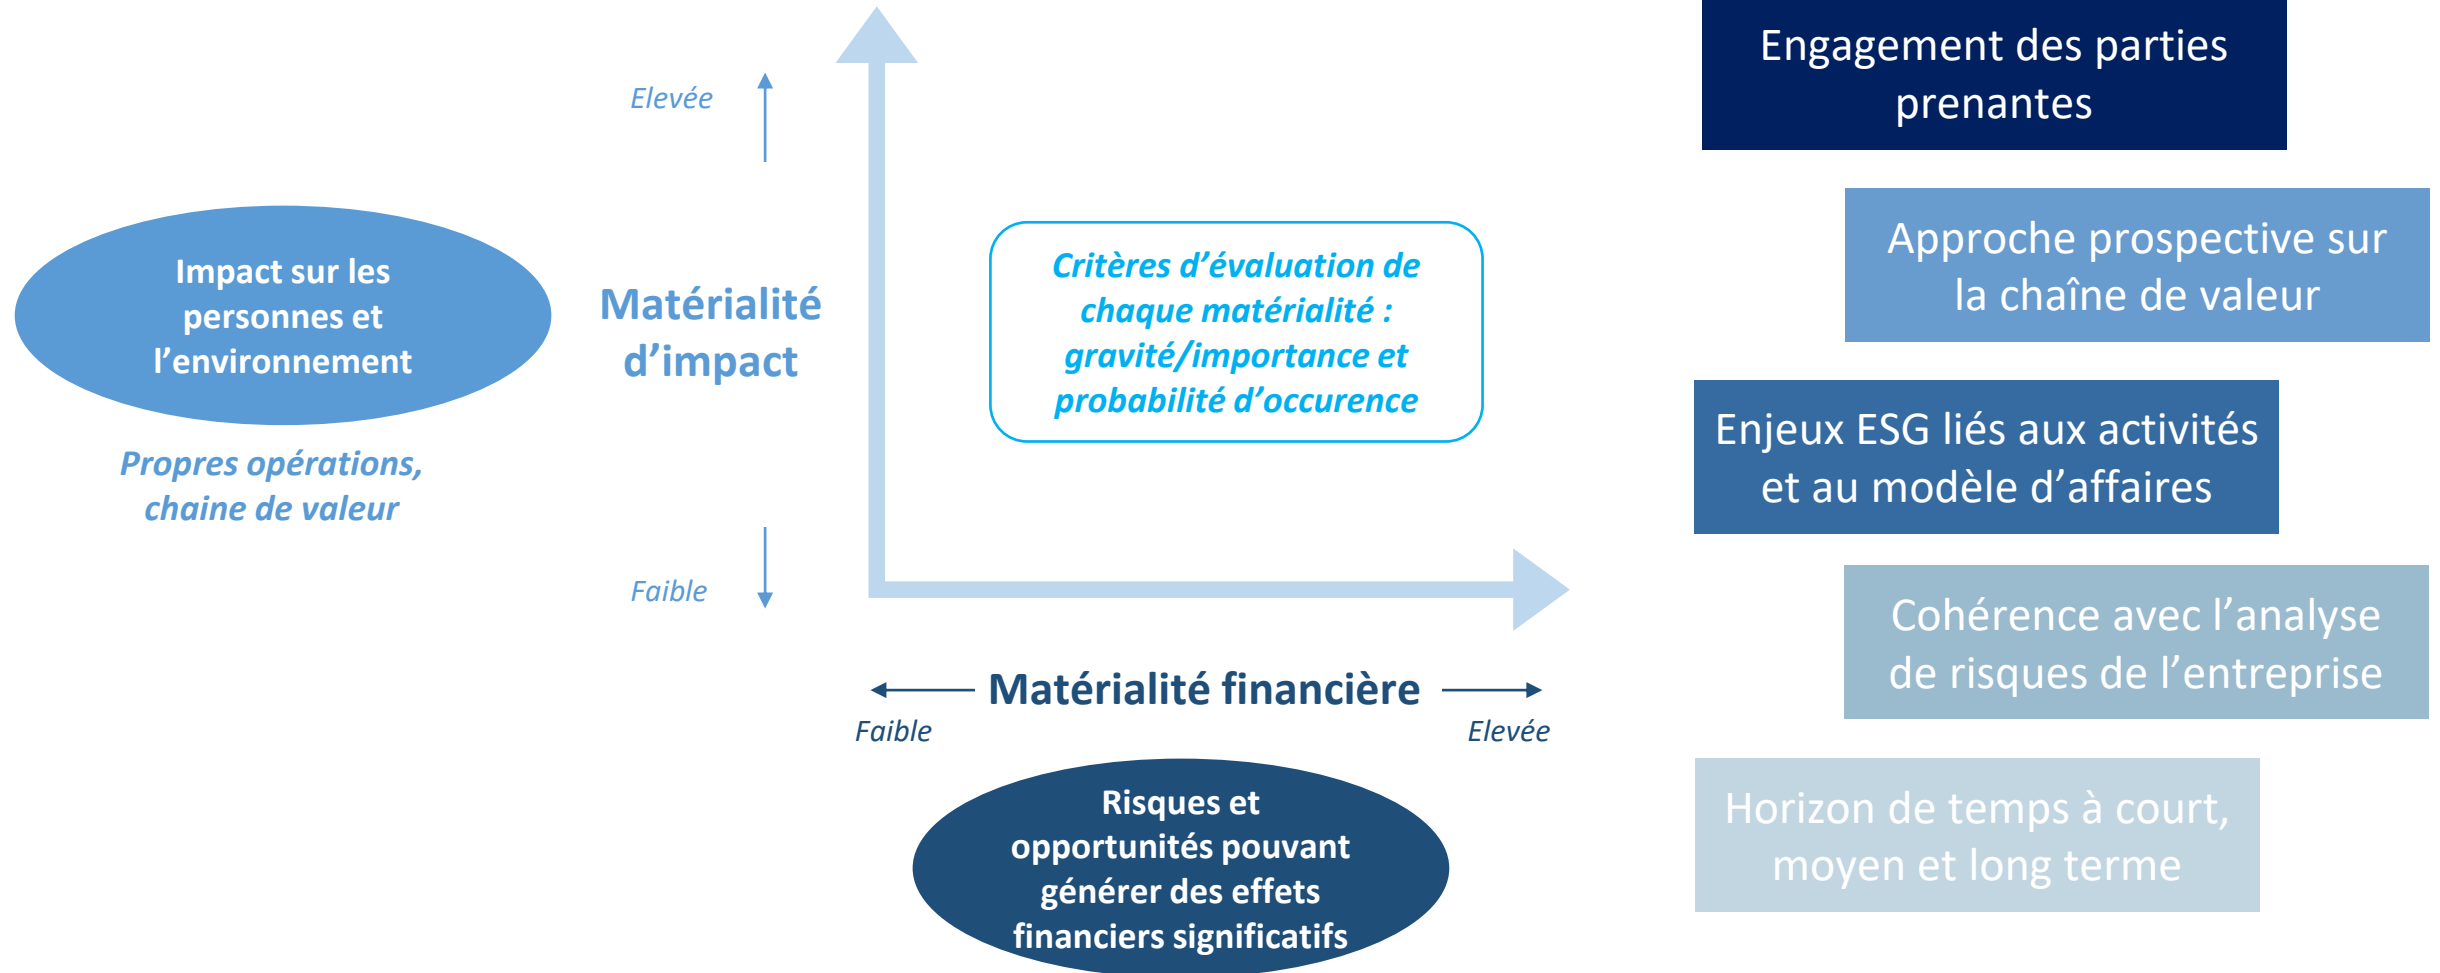 Elevée
Impact sur les
personnes et
l’environnement
Propres opérations,
chaine de valeur
Matérialité
d’impact
Faible
Critères d’évaluation de
chaque matérialité :
gravité/importance et
probabilité d’occurence
Matérialité financière
Faible
Elevée
Risques et
opportunités pouvant
générer des effets
financiers significatifs
Engagement des parties
prenantes
Approche prospective sur
la chaîne de valeur
Enjeux ESG liés aux activités
et au modèle d’affaires
Cohérence avec l’analyse
de risques de l’entreprise
Horizon de temps à court,
moyen et long terme